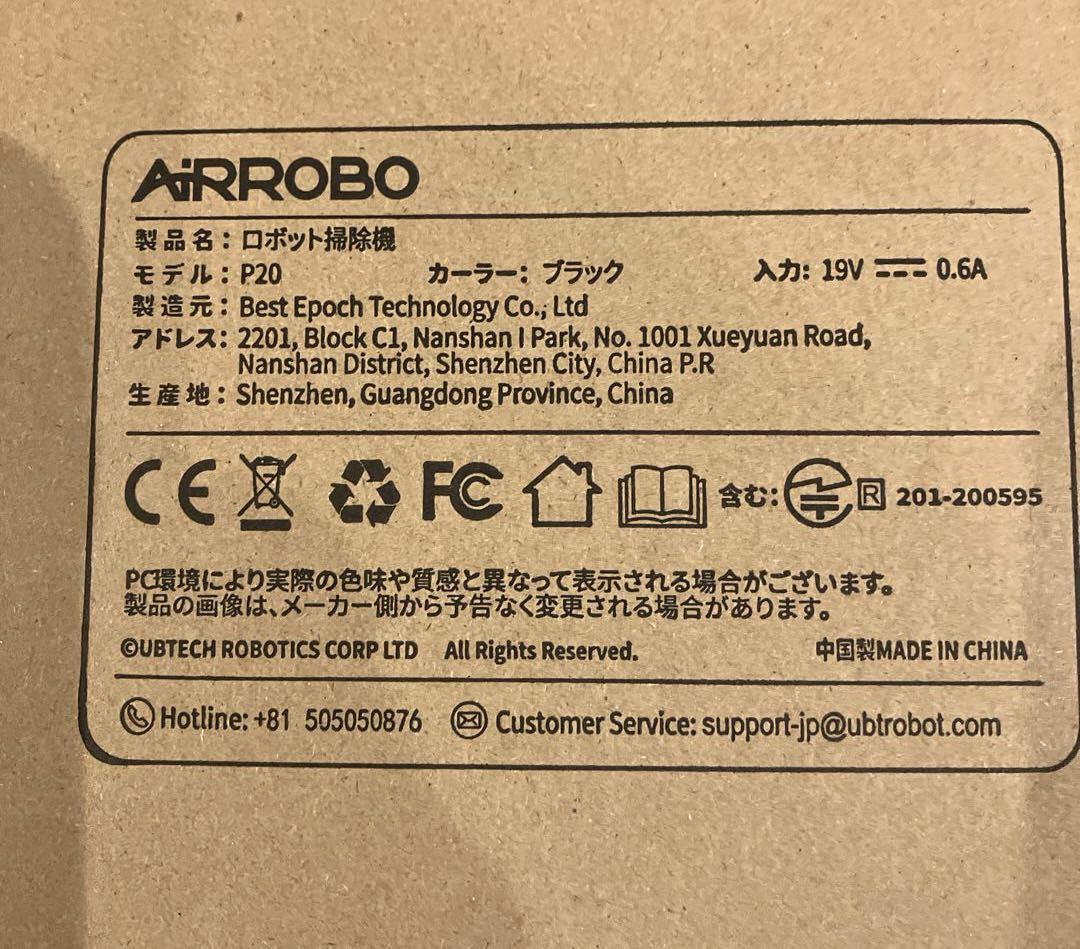 AiRROBO
製品名：ロボット掃除機
モデル：P20 カーラー：ブラック 入力: 19V 0.6A
製造元：Best Epoch Technology Co., Ltd
アドレス：2201, Block C1, Nanshan I Park, No. 1001 Xueyuan Road,
Nanshan District, Shenzhen City, China P.R
生産地：Shenzhen, Guangdong Province, China
CE FC 含む: R 201-200595
PC環境により実際の色味や質感と異なって表示される場合がございます。
製品の画像は、メーカー側から予告なく変更される場合があります。
©UBTECH ROBOTICS CORP LTD All Rights Reserved. 中国製MADE IN CHINA
Hotline: +81 505050876 Customer Service: support-jp@ubtrobot.com